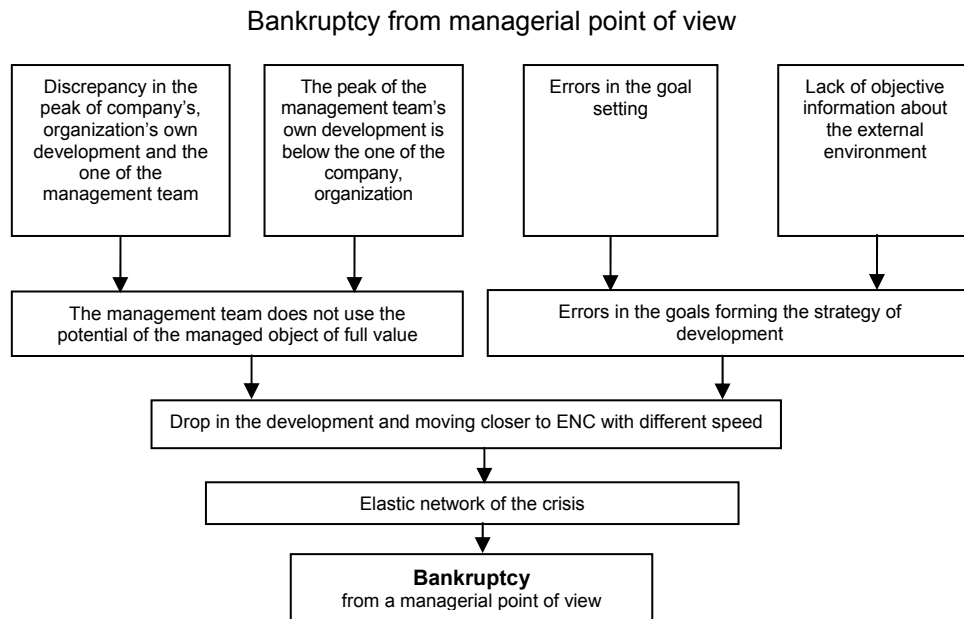 Bankruptcy from managerial point of view
Discrepancy in the
peak of company's,
organization's own
development and the
one of the
management team
The peak of the
management team's
own development is
below the one of the
company,
organization
Errors in the goal
setting
Lack of objective
information about
the external
environment
The management team does not use the
potential of the managed object of full value
Errors in the goals forming the strategy of
development
Drop in the development and moving closer to ENC with different speed
Elastic network of the crisis
Bankruptcy
from a managerial point of view